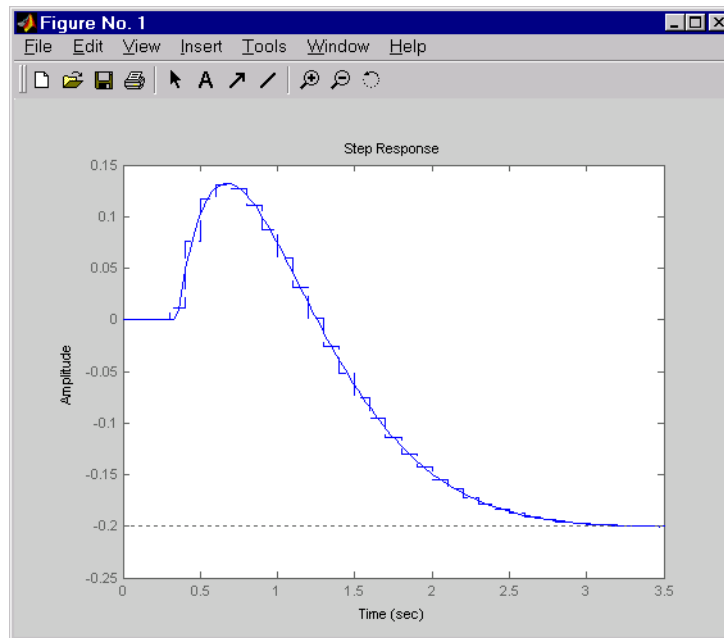 Figure No. 1
File Edit View Insert Tools Window Help
A
Step Response
0.15
0.1
0.05
0
-0.05
-0.1
-0.15
-0.2
-0.25
Amplitude
0 0.5 1 1.5 2 2.5 3 3.5
Time (sec)